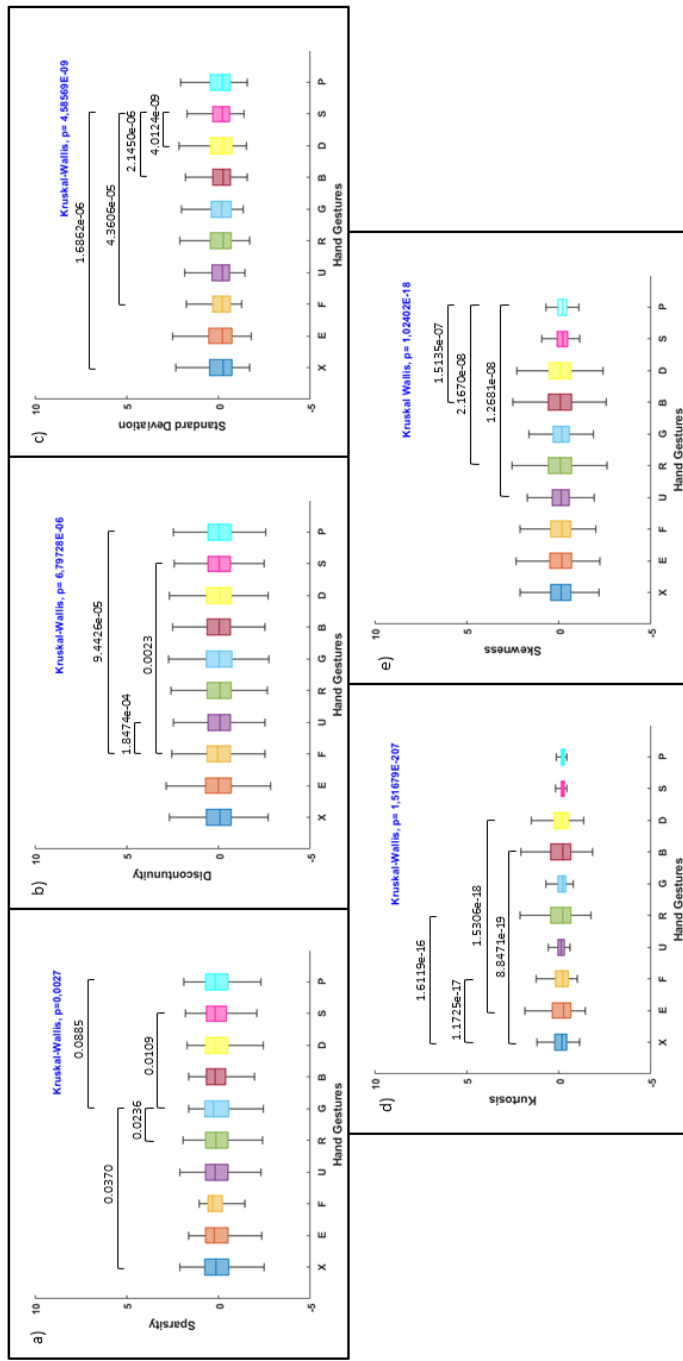 a)
Kruskal-Wallis, p=0,0027
0.0885
0.0370
0.0236
0.0109
10
5
0
-5
Sparsity
X E F U R G B D S P
Hand Gestures
b)
Kruskal-Wallis, p= 6,79728E-06
9.4426e-05
1.8474e-04
0.0023
10
5
0
-5
Discontunuity
X E F U R G B D S P
Hand Gestures
c)
Kruskal-Wallis, p= 4,58569E-09
1.6862e-06
4.3606e-05
2.1450e-06
4.0124e-09
10
5
0
-5
Standard Deviation
X E F U R G B D S P
Hand Gestures
d)
Kruskal-Wallis, p= 1,51679E-207
1.6119e-16
1.1725e-17
1.5306e-18
8.8471e-19
10
5
0
-5
Kurtosis
X E F U R G B D S P
Hand Gestures
e)
Kruskal Wallis, p= 1,02402E-18
1.5135e-07
2.1670e-08
1.2681e-08
10
5
0
-5
Skewness
X E F U R G B D S P
Hand Gestures